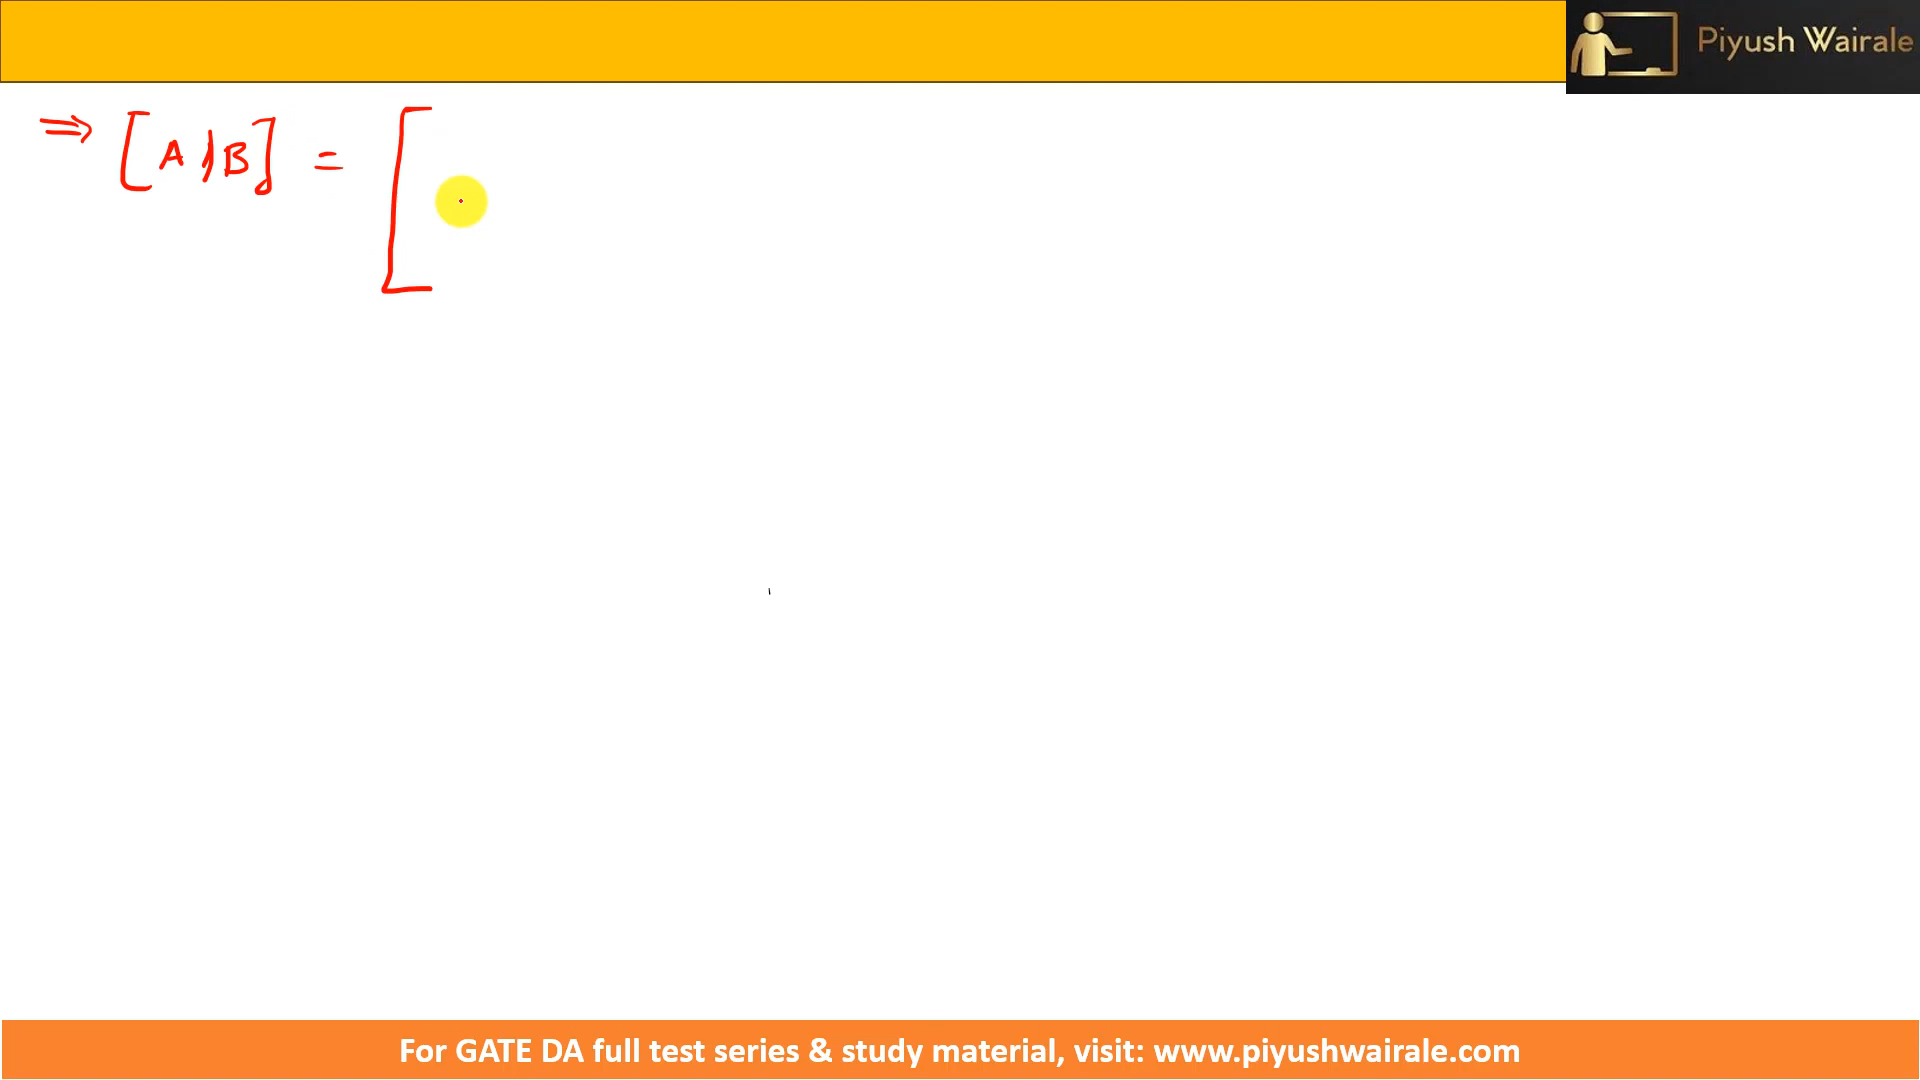 Piyush Wairale
⇒ [A|B] = [
For GATE DA full test series & study material, visit: www.piyushwairale.com